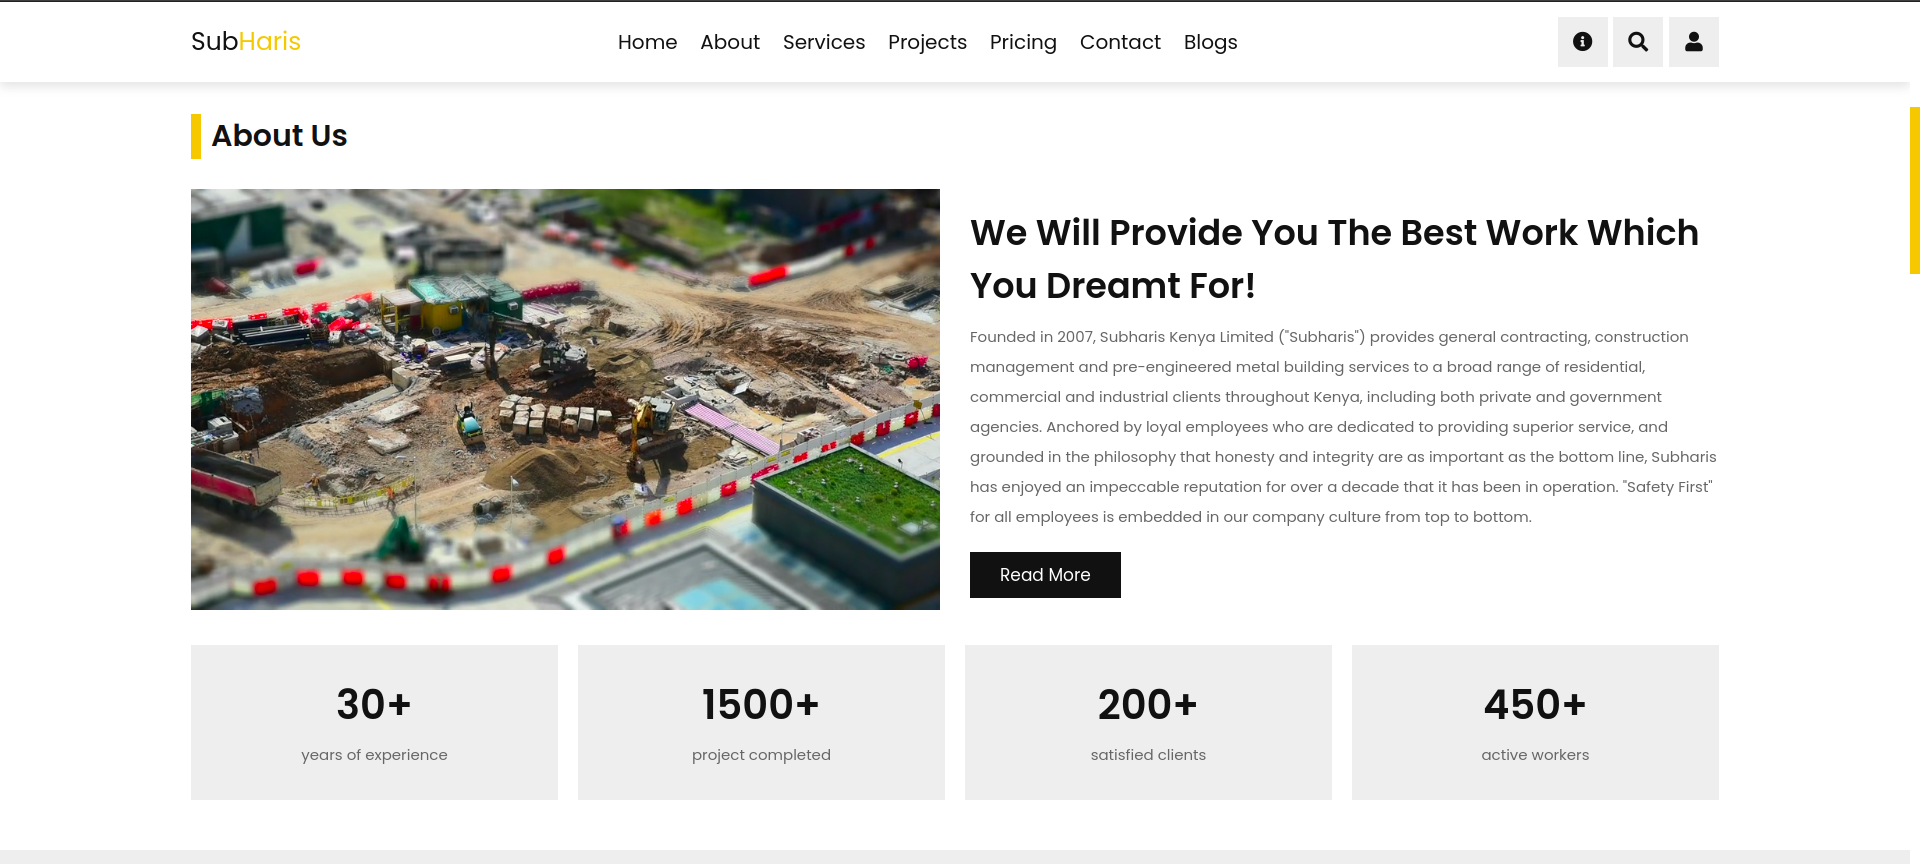 SubHaris
Home About Services Projects Pricing Contact Blogs
About Us
We Will Provide You The Best Work Which
You Dreamt For!
Founded in 2007, Subharis Kenya Limited ("Subharis") provides general contracting, construction
management and pre-engineered metal building services to a broad range of residential,
commercial and industrial clients throughout Kenya, including both private and government
agencies. Anchored by loyal employees who are dedicated to providing superior service, and
grounded in the philosophy that honesty and integrity are as important as the bottom line, Subharis
has enjoyed an impeccable reputation for over a decade that it has been in operation. "Safety First"
for all employees is embedded in our company culture from top to bottom.
Read More
30+
years of experience
1500+
project completed
200+
satisfied clients
450+
active workers